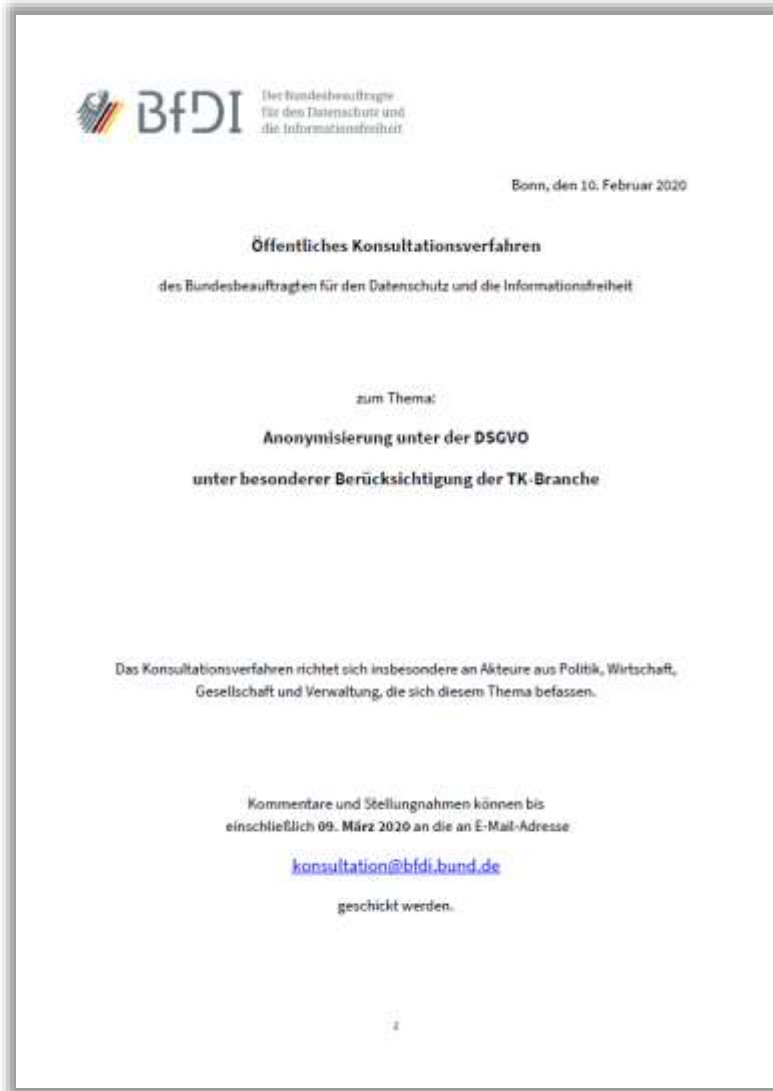 BfDI
Der Bundesbeauftragte
für den Datenschutz und
die Informationsfreiheit
Bonn, den 10. Februar 2020
Öffentliches Konsultationsverfahren
des Bundesbeauftragten für den Datenschutz und die Informationsfreiheit
zum Thema:
Anonymisierung unter der DSGVO
unter besonderer Berücksichtigung der TK-Branche
Das Konsultationsverfahren richtet sich insbesondere an Akteure aus Politik, Wirtschaft,
Gesellschaft und Verwaltung, die sich diesem Thema befassen.
Kommentare und Stellungnahmen können bis
einschließlich 09. März 2020 an die an E-Mail-Adresse
konsultation@bfdi.bund.de
geschickt werden.
2